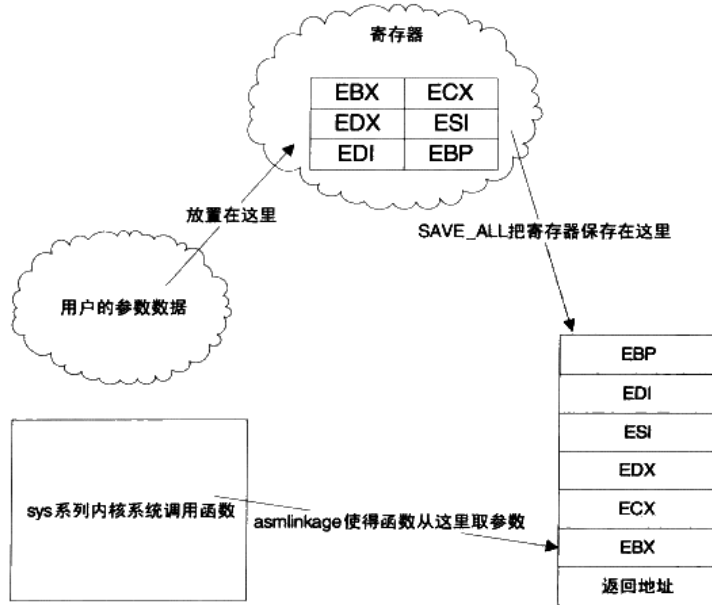 寄存器
EBX ECX
EDX ESI
EDI EBP
放置在这里
SAVE_ALL把寄存器保存在这里
用户的参数数据
EBP
EDI
ESI
EDX
ECX
EBX
返回地址
sys系列内核系统调用函数
asmlinkage使得函数从这里取参数